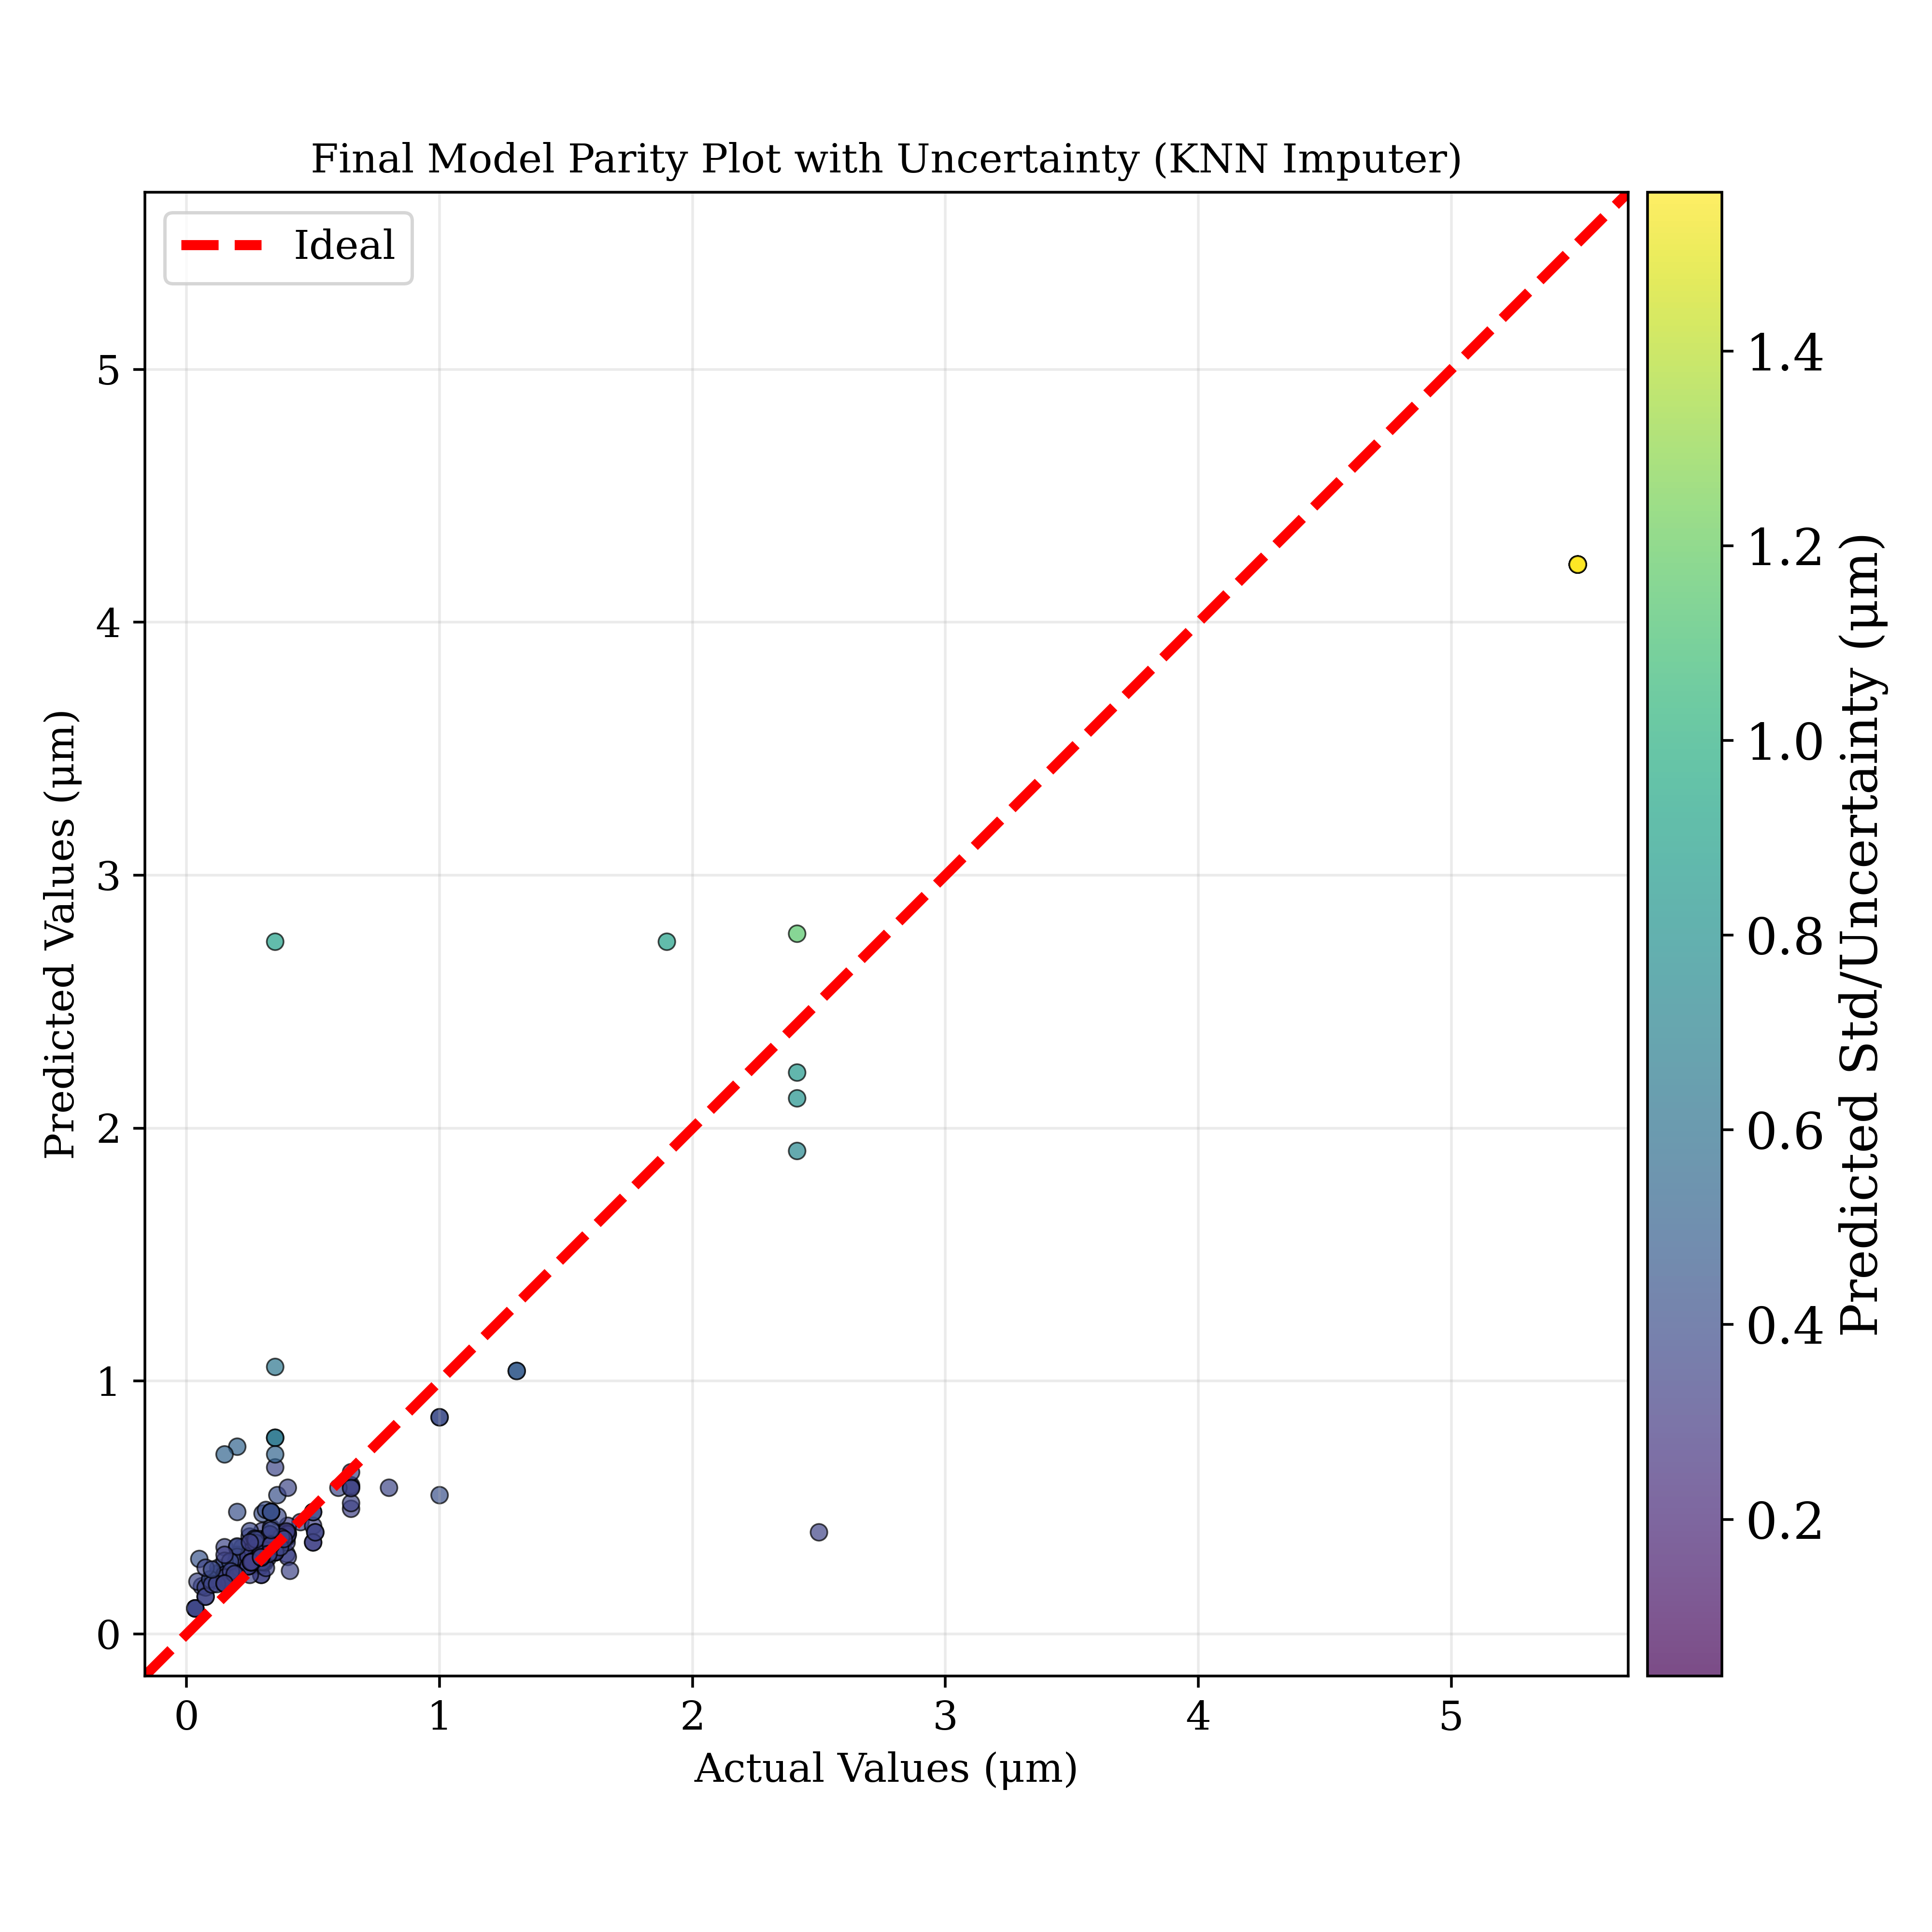 Final Model Parity Plot with Uncertainty (KNN Imputer)
Ideal
Predicted Values (μm)
5
4
3
2
1
0
0 1 2 3 4 5
Actual Values (μm)
1.4
1.2
1.0
0.8
0.6
0.4
0.2
Predicted Std/Uncertainty (μm)